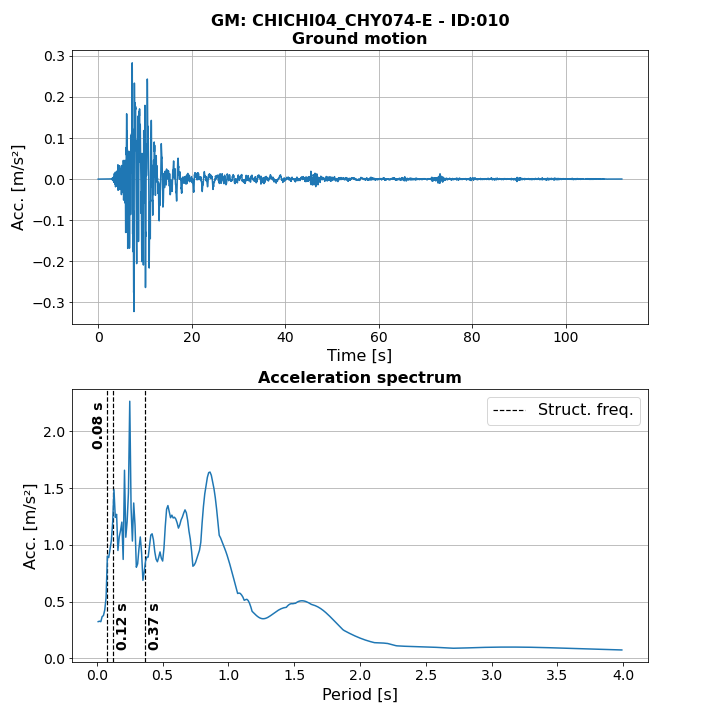 GM: CHICHI04_CHY074-E - ID:010
Ground motion
0.3
0.2
0.1
0.0
−0.1
−0.2
−0.3
Acc. [m/s²]
0 20 40 60 80 100
Time [s]
Acceleration spectrum
Struct. freq.
0.08 s
0.12 s
0.37 s
2.0
1.5
1.0
0.5
0.0
Acc. [m/s²]
0.0 0.5 1.0 1.5 2.0 2.5 3.0 3.5 4.0
Period [s]